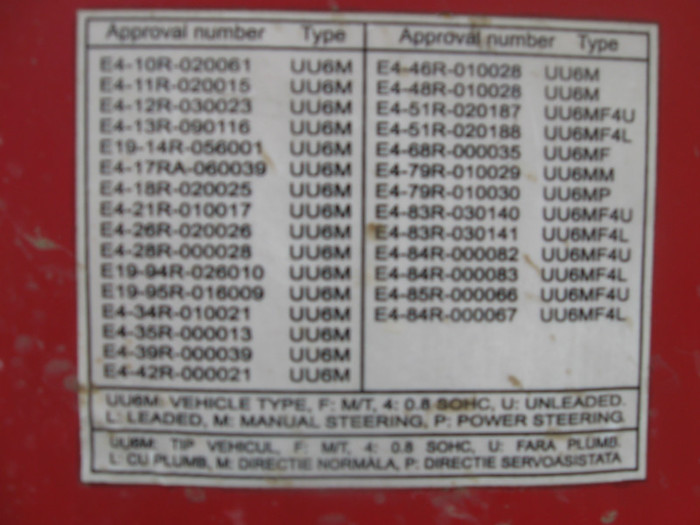 Approval number Type
E4-10R-020061 UU6M
E4-11R-020015 UU6M
E4-12R-030023 UU6M
E4-13R-090116 UU6M
E19-14R-056001 UU6M
E4-17RA-060039 UU6M
E4-18R-020025 UU6M
E4-21R-010017 UU6M
E4-26R-020026 UU6M
E4-28R-000028 UU6M
E19-94R-026010 UU6M
E19-95R-016009 UU6M
E4-34R-010021 UU6M
E4-35R-000013 UU6M
E4-39R-000039 UU6M
E4-42R-000021 UU6M
Approval number Type
E4-46R-010028 UU6M
E4-48R-010028 UU6M
E4-51R-020187 UU6MF4U
E4-51R-020188 UU6MF4L
E4-68R-000035 UU6MF
E4-79R-010029 UU6MM
E4-79R-010030 UU6MP
E4-83R-030140 UU6MF4U
E4-83R-030141 UU6MF4L
E4-84R-000082 UU6MF4U
E4-84R-000083 UU6MF4L
E4-85R-000066 UU6MF4U
E4-84R-000067 UU6MF4L
UU6M: VEHICLE TYPE, F: M/T, 4: 0.8 SOHC, U: UNLEADED.
L: LEADED, M: MANUAL STEERING, P: POWER STEERING.
UU6M: TIP VEHICUL, F: M/T, 4: 0.8 SOHC, U: FARA PLUMB.
L: CU PLUMB, M: DIRECTIE NORMALA, P: DIRECTIE SERVOASISTATA